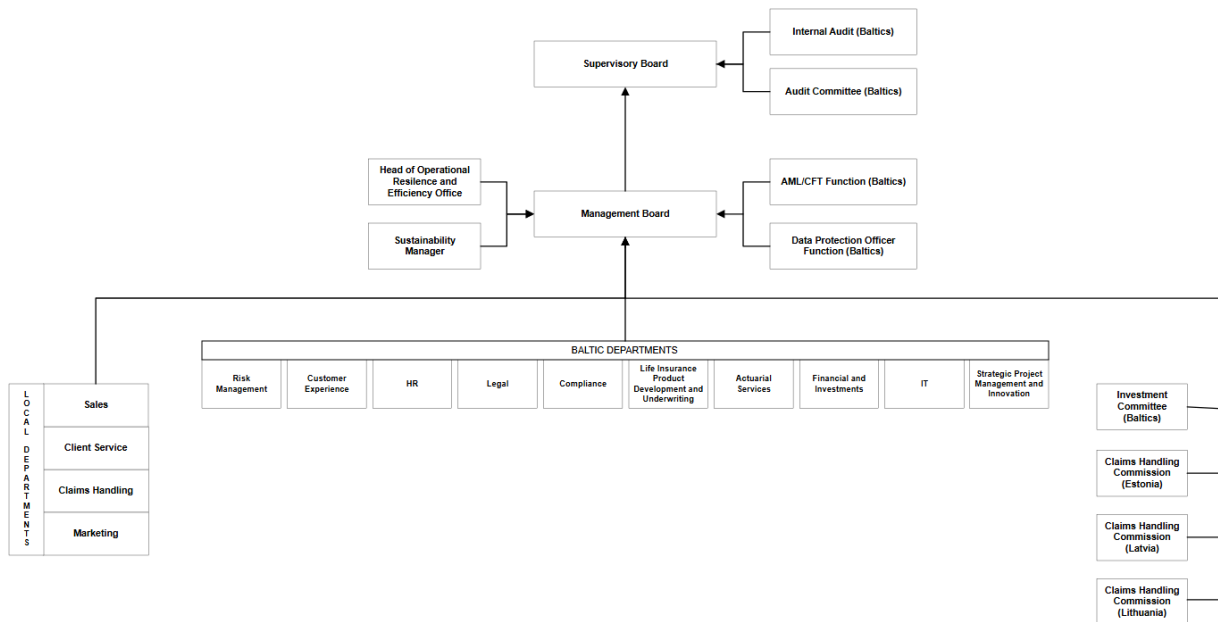 Internal Audit (Baltics)
Supervisory Board
Audit Committee (Baltics)
Head of Operational
Resilence and
Efficiency Office
AML/CFT Function (Baltics)
Management Board
Sustainability
Manager
Data Protection Officer
Function (Baltics)
BALTIC DEPARTMENTS
Risk
Management
Customer
Experience
HR
Legal
Compliance
Life Insurance
Product
Development and
Underwriting
Actuarial
Services
Financial and
Investments
IT
Strategic Project
Management and
Innovation
LOCAL DEPARTMENTS
Sales
Client Service
Claims Handling
Marketing
Investment
Committee
(Baltics)
Claims Handling
Commission
(Estonia)
Claims Handling
Commission
(Latvia)
Claims Handling
Commission
(Lithuania)